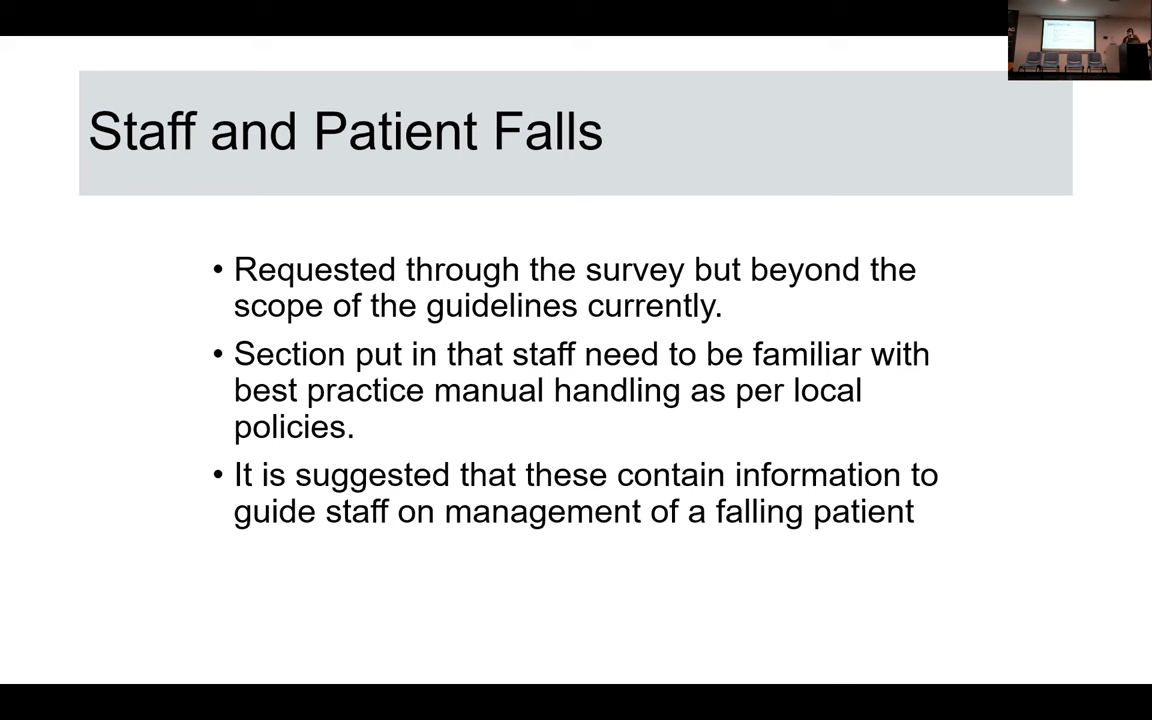 Staff and Patient Falls
• Requested through the survey but beyond the
scope of the guidelines currently.
• Section put in that staff need to be familiar with
best practice manual handling as per local
policies.
• It is suggested that these contain information to
guide staff on management of a falling patient